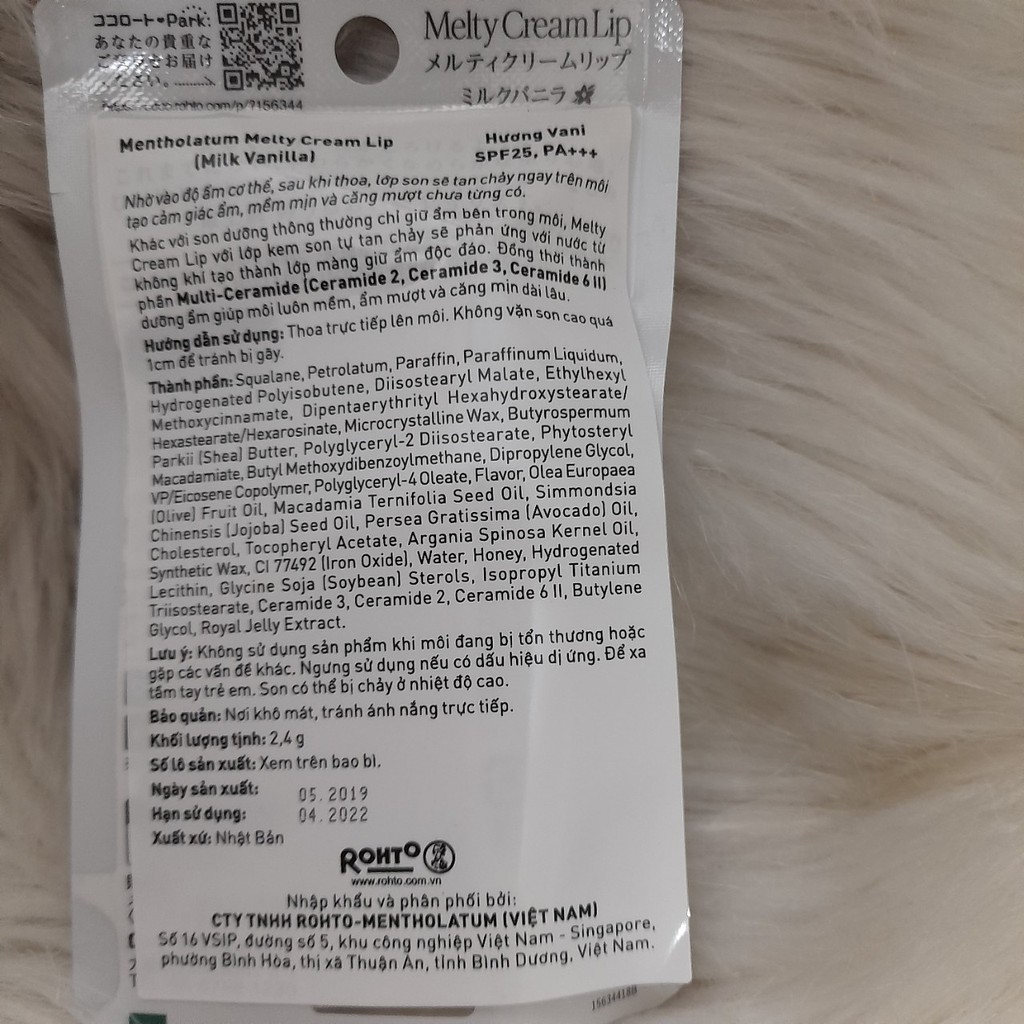 ココロート♥Park:
あなたの貴重な
Melty Cream Lip
メルティクリームリップ
ミルクバニラ
rohto.com/p/?156344
Mentholatum Melty Cream Lip
(Milk Vanilla)
Hương Vani
SPF25, PA+++
Nhờ vào độ ấm cơ thể, sau khi thoa, lớp son sẽ tan chảy ngay trên môi
tạo cảm giác ẩm, mềm mịn và căng mượt chưa từng có.
Khác với son dưỡng thông thường chỉ giữ ẩm bên trong môi, Melty
Cream Lip với lớp kem son tự tan chảy sẽ phản ứng với nước từ
không khí tạo thành lớp màng giữ ẩm độc đáo. Đồng thời thành
phần Multi-Ceramide (Ceramide 2, Ceramide 3, Ceramide 6 II)
dưỡng ẩm giúp môi luôn mềm, ẩm mượt và căng mịn dài lâu.
Hướng dẫn sử dụng: Thoa trực tiếp lên môi. Không vặn son cao quá
1cm để tránh bị gãy.
Thành phần: Squalane, Petrolatum, Paraffin, Paraffinum Liquidum,
Hydrogenated Polyisobutene, Diisostearyl Malate, Ethylhexyl
Methoxycinnamate, Dipentaerythrityl Hexahydroxystearate/
Hexastearate/Hexarosinate, Microcrystalline Wax, Butyrospermum
Parkii (Shea) Butter, Polyglyceryl-2 Diisostearate, Phytosteryl
Macadamiate, Butyl Methoxydibenzoylmethane, Dipropylene Glycol,
VP/Eicosene Copolymer, Polyglyceryl-4 Oleate, Flavor, Olea Europaea
(Olive) Fruit Oil, Macadamia Ternifolia Seed Oil, Simmondsia
Chinensis (Jojoba) Seed Oil, Persea Gratissima (Avocado) Oil,
Cholesterol, Tocopheryl Acetate, Argania Spinosa Kernel Oil,
Synthetic Wax, CI 77492 (Iron Oxide), Water, Honey, Hydrogenated
Lecithin, Glycine Soja (Soybean) Sterols, Isopropyl Titanium
Triisostearate, Ceramide 3, Ceramide 2, Ceramide 6 II, Butylene
Glycol, Royal Jelly Extract.
Lưu ý: Không sử dụng sản phẩm khi môi đang bị tổn thương hoặc
gặp các vấn đề khác. Ngưng sử dụng nếu có dấu hiệu dị ứng. Để xa
tầm tay trẻ em. Son có thể bị chảy ở nhiệt độ cao.
Bảo quản: Nơi khô mát, tránh ánh nắng trực tiếp.
Khối lượng tịnh: 2,4 g
Số lô sản xuất: Xem trên bao bì.
Ngày sản xuất: 05. 2019
Hạn sử dụng: 04. 2022
Xuất xứ: Nhật Bản
ROHTO
www.rohto.com.vn
Nhập khẩu và phân phối bởi:
CTY TNHH ROHTO-MENTHOLATUM (VIỆT NAM)
Số 16 VSIP, đường số 5, khu công nghiệp Việt Nam - Singapore,
phường Bình Hòa, thị xã Thuận An, tỉnh Bình Dương, Việt Nam.